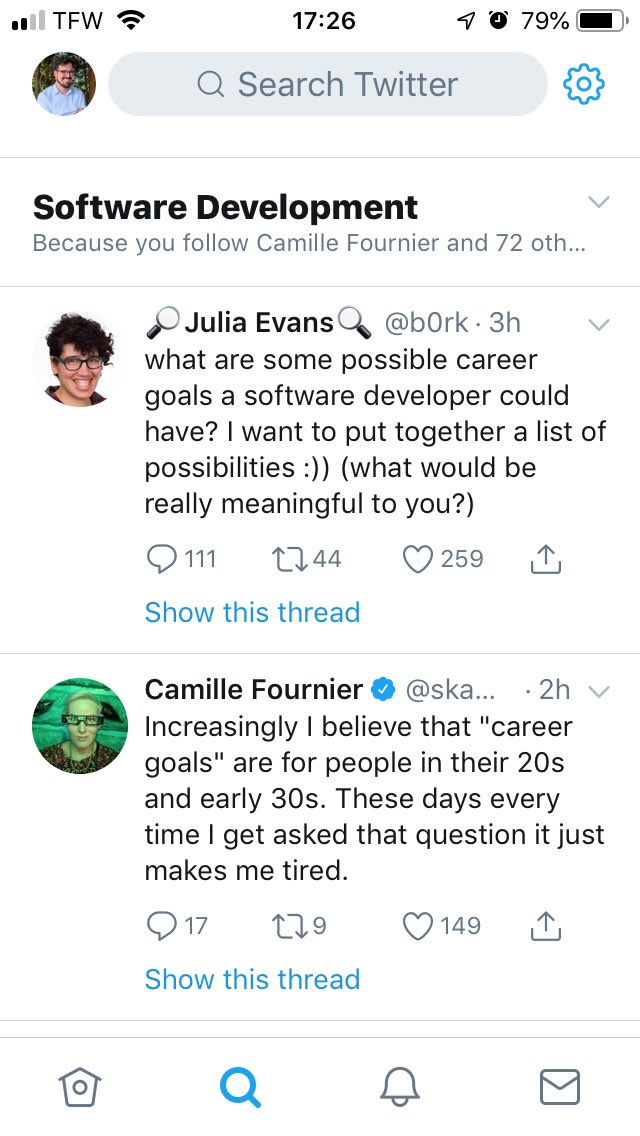 TFW 17:26 79%
Search Twitter
Software Development
Because you follow Camille Fournier and 72 oth...
Julia Evans @b0rk · 3h
what are some possible career
goals a software developer could
have? I want to put together a list of
possibilities :)) (what would be
really meaningful to you?)
111 44 259
Show this thread
Camille Fournier @ska... · 2h
Increasingly I believe that "career
goals" are for people in their 20s
and early 30s. These days every
time I get asked that question it just
makes me tired.
17 9 149
Show this thread